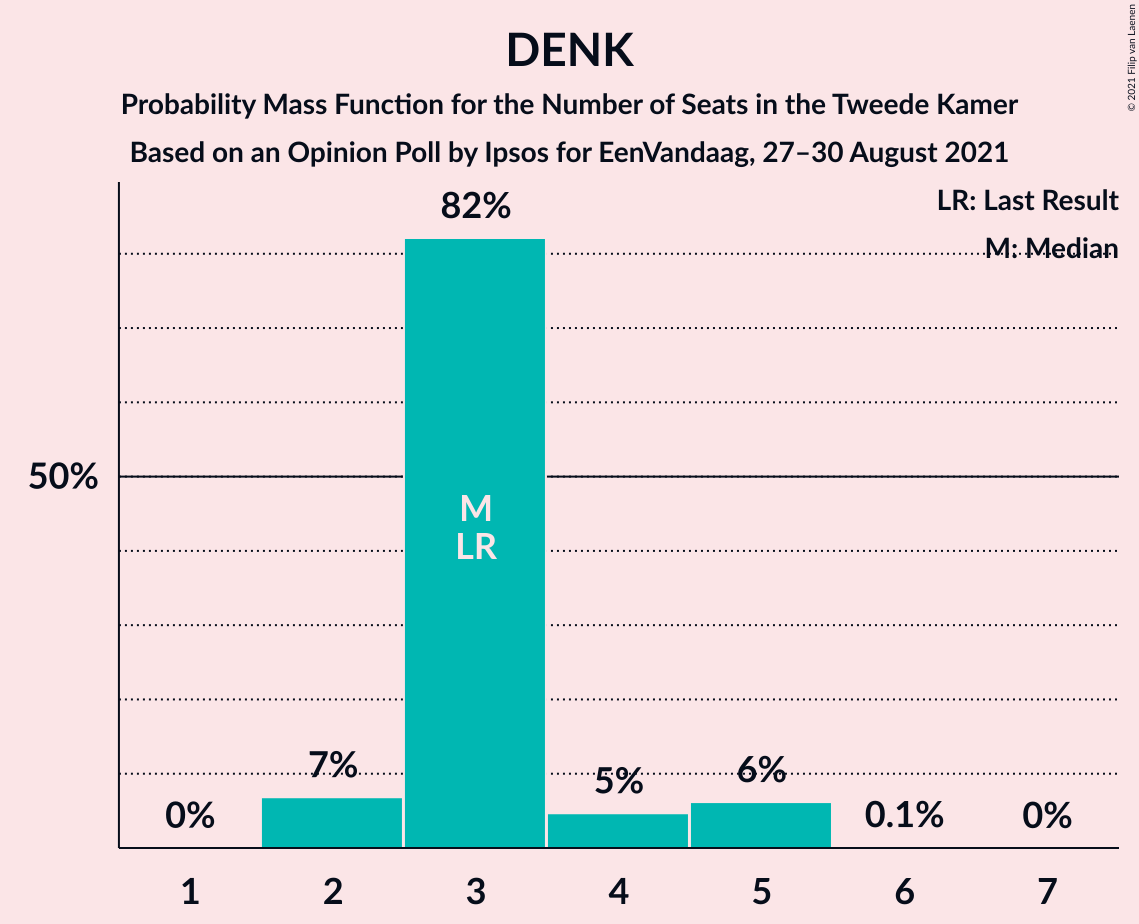 DENK
Probability Mass Function for the Number of Seats in the Tweede Kamer
Based on an Opinion Poll by Ipsos for EenVandaag, 27–30 August 2021
© 2021 Filip van Laenen
LR: Last Result
M: Median
82%
50%
M
LR
7%
5%
6%
0%
0.1%
0%
1 2 3 4 5 6 7